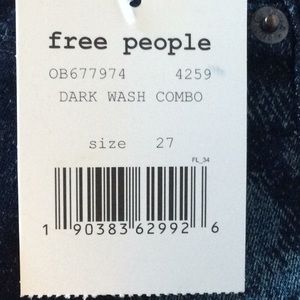 free people
OB677974 4259
DARK WASH COMBO
size 27
FL_34
1 90383 62992 6